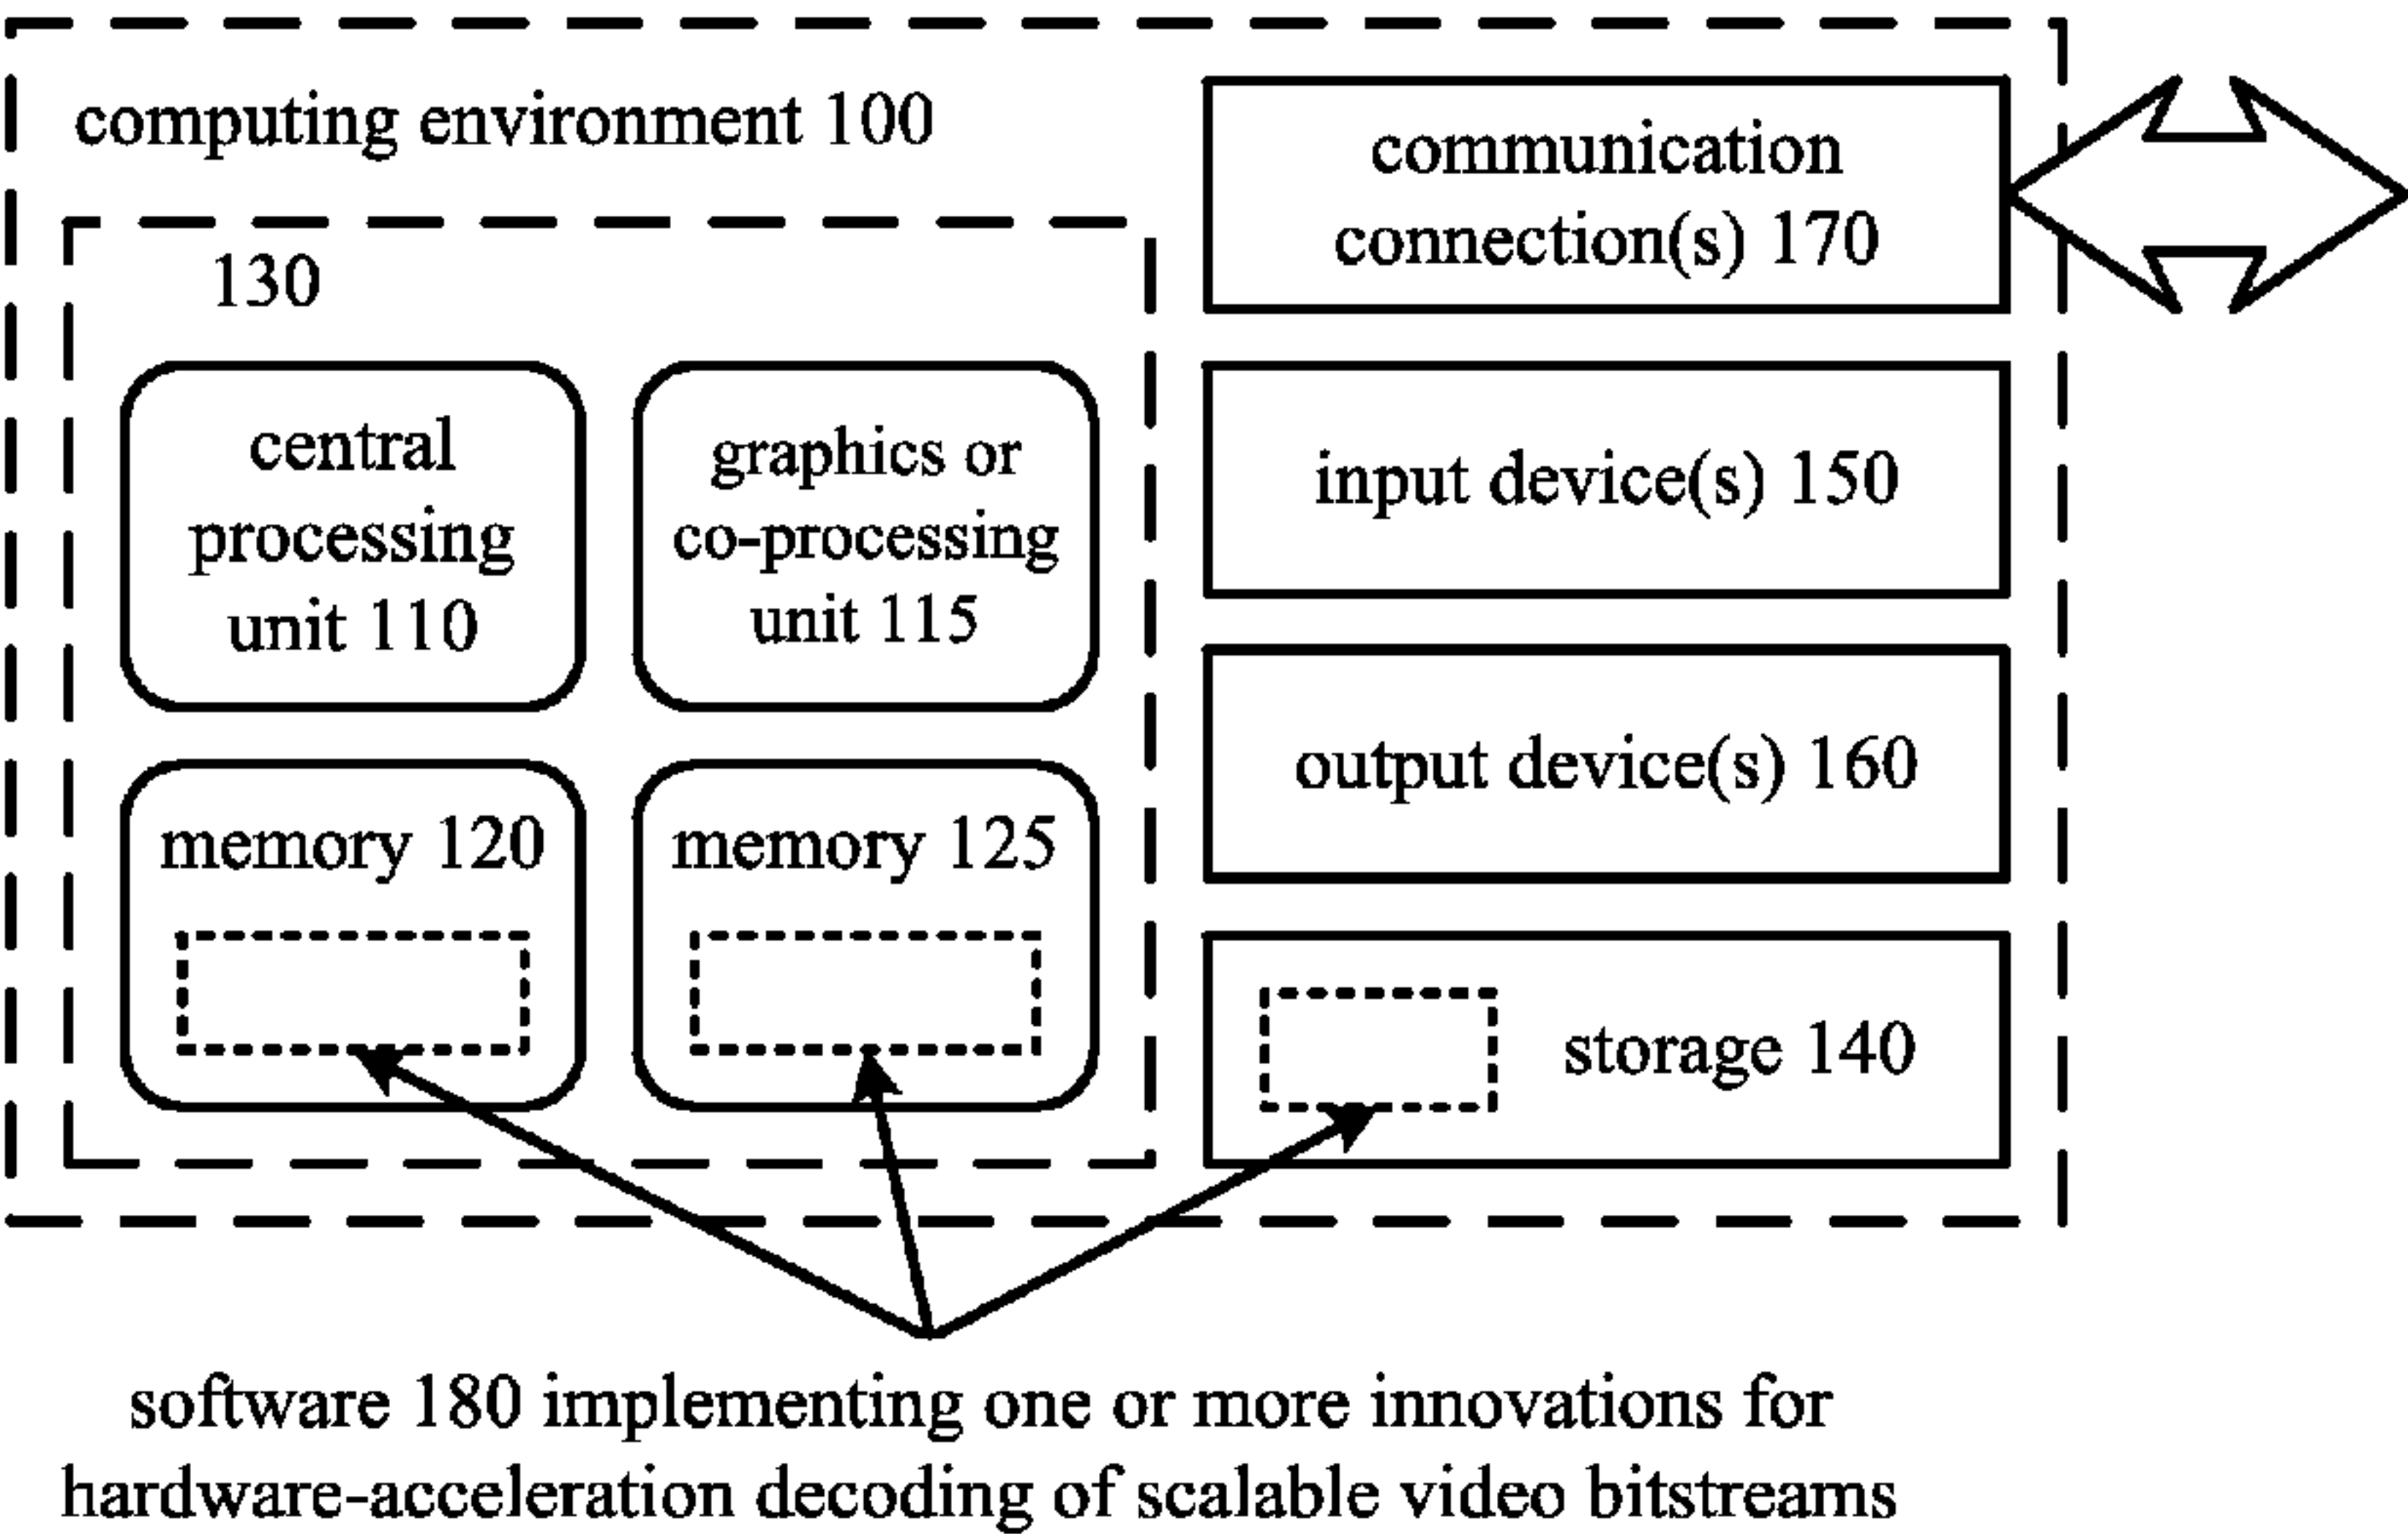 computing environment 100
130
central
processing
unit 110
graphics or
co-processing
unit 115
memory 120
memory 125
communication
connection(s) 170
input device(s) 150
output device(s) 160
storage 140
software 180 implementing one or more innovations for
hardware-acceleration decoding of scalable video bitstreams